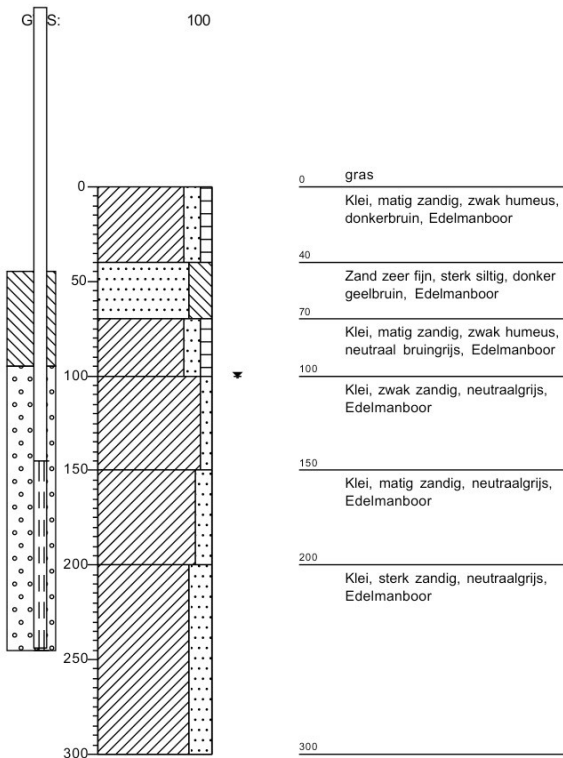 G S: 100
0 gras
0
Klei, matig zandig, zwak humeus,
donkerbruin, Edelmanboor
40
50
Zand zeer fijn, sterk siltig, donker
geelbruin, Edelmanboor
70
Klei, matig zandig, zwak humeus,
neutraal bruingrijs, Edelmanboor
100
100
Klei, zwak zandig, neutraalgrijs,
Edelmanboor
150
150
Klei, matig zandig, neutraalgrijs,
Edelmanboor
200
200
Klei, sterk zandig, neutraalgrijs,
Edelmanboor
250
300
300